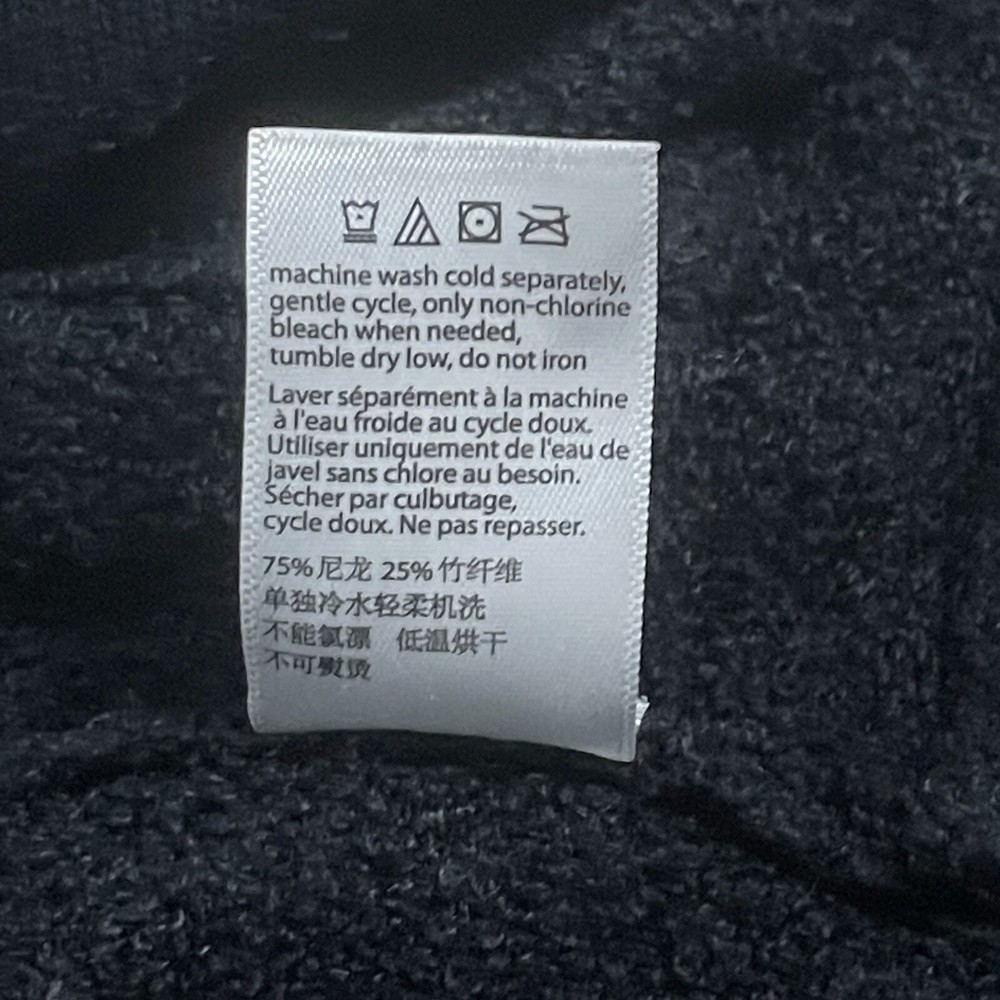 machine wash cold separately,
gentle cycle, only non-chlorine
bleach when needed,
tumble dry low, do not iron
Laver séparément à la machine
à l'eau froide au cycle doux.
Utiliser uniquement de l'eau de
javel sans chlore au besoin.
Sécher par culbutage,
cycle doux. Ne pas repasser.
75%尼龙 25%竹纤维
单独冷水轻柔机洗
不能氯漂 低温烘干
不可熨烫